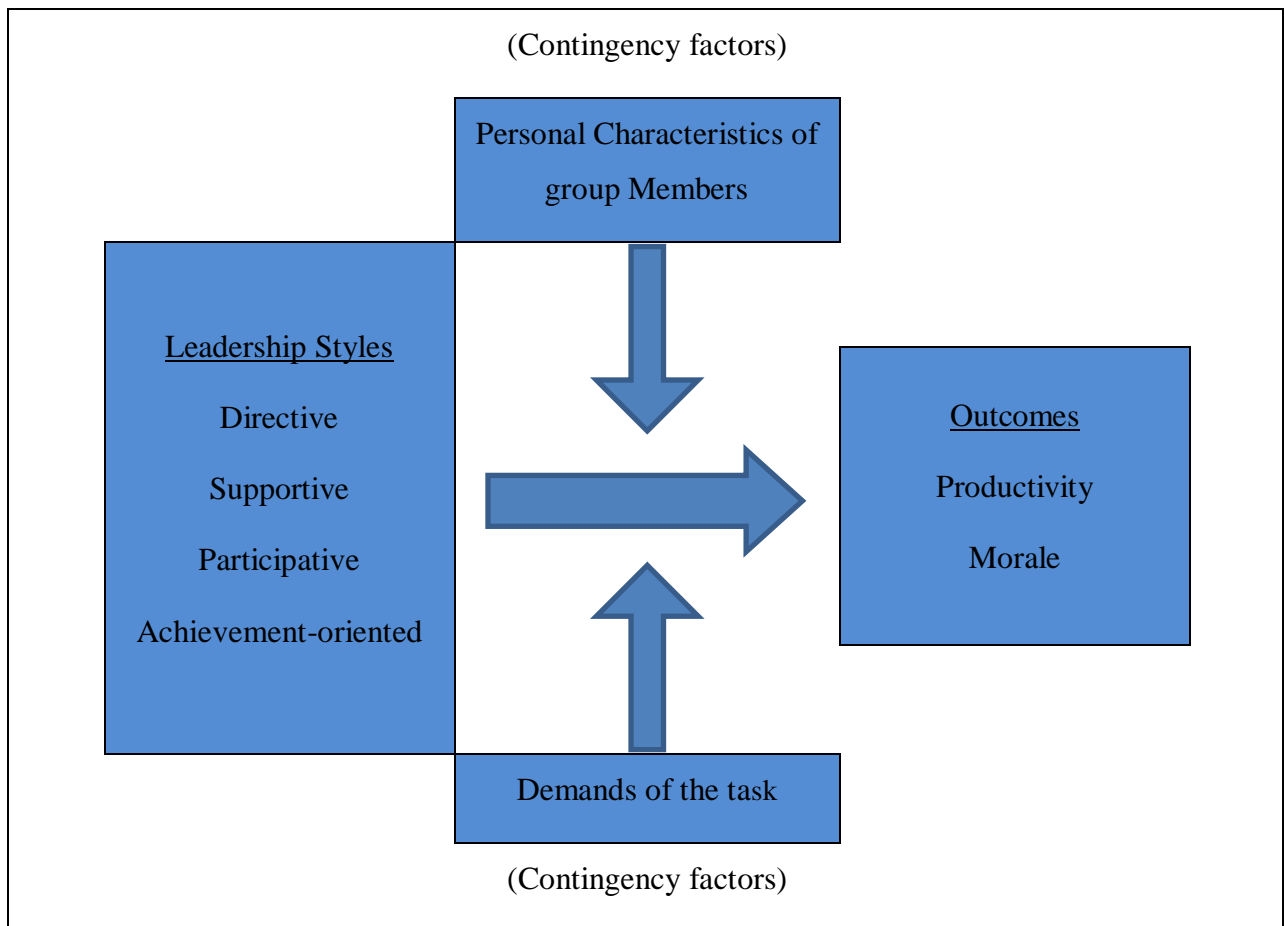 (Contingency factors)
Personal Characteristics of
group Members
Leadership Styles
Directive
Supportive
Participative
Achievement-oriented
Outcomes
Productivity
Morale
Demands of the task
(Contingency factors)